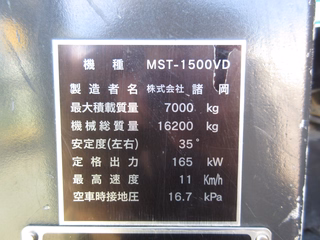 機種 MST-1500VD
製造者名 株式会社 諸岡
最大積載質量 7000 kg
機械総質量 16200 kg
安定度(左右) 35°
定格出力 165 kW
最高速度 11 Km/h
空車時接地圧 16.7 kPa